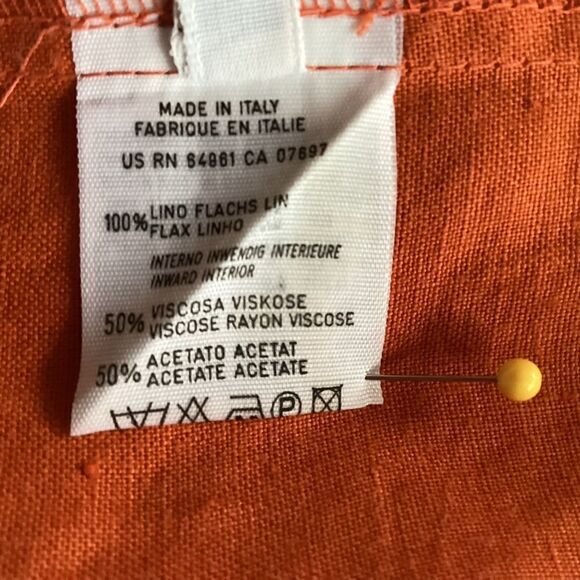 MADE IN ITALY
FABRIQUE EN ITALIE
US RN 64861 CA 07697
100% LINO FLACHS LIN
FLAX LINHO
INTERNO INWENDIG INTERIEURE
INWARD INTERIOR
50% VISCOSA VISKOSE
VISCOSE RAYON VISCOSE
50% ACETATO ACETAT
ACETATE ACETATE
P